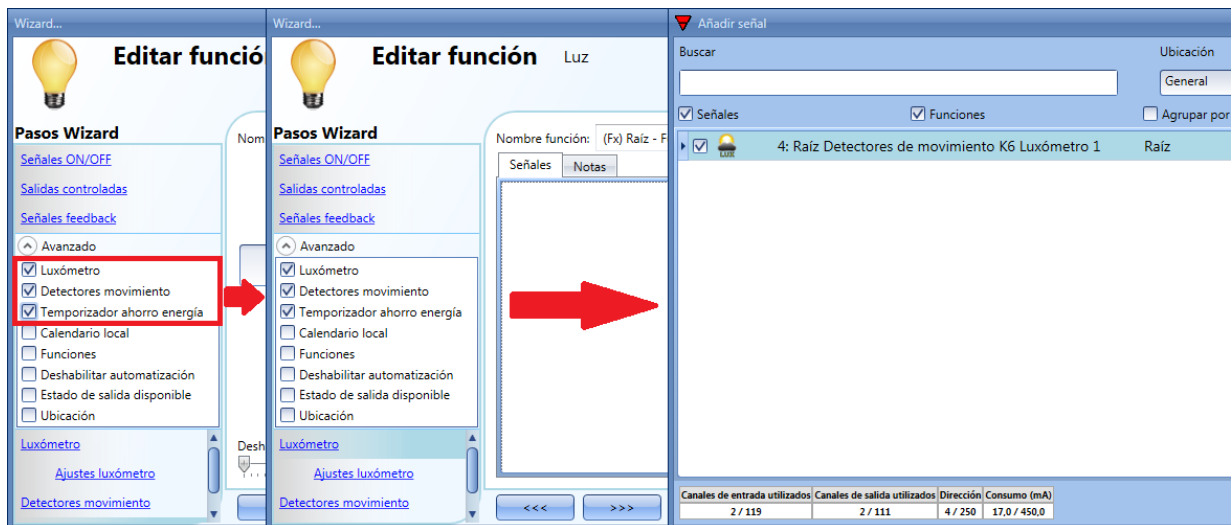 Wizard...
Editar funció
Pasos Wizard
Señales ON/OFF
Salidas controladas
Señales feedback
Avanzado
Luxómetro
Detectores movimiento
Temporizador ahorro energía
Calendario local
Funciones
Deshabilitar automatización
Estado de salida disponible
Ubicación
Luxómetro
Ajustes luxómetro
Detectores movimiento
Nom
Desh
Wizard...
Editar función Luz
Pasos Wizard
Señales ON/OFF
Salidas controladas
Señales feedback
Avanzado
Luxómetro
Detectores movimiento
Temporizador ahorro energía
Calendario local
Funciones
Deshabilitar automatización
Estado de salida disponible
Ubicación
Luxómetro
Ajustes luxómetro
Detectores movimiento
Nombre función: (Fx) Raíz - F
Señales Notas
<<< >>>
Añadir señal
Buscar Ubicación
General
Señales Funciones Agrupar por
LUX 4: Raíz Detectores de movimiento K6 Luxómetro 1 Raíz
Canales de entrada utilizados Canales de salida utilizados Dirección Consumo (mA)
2 / 119 2 / 111 4 / 250 17,0 / 450,0